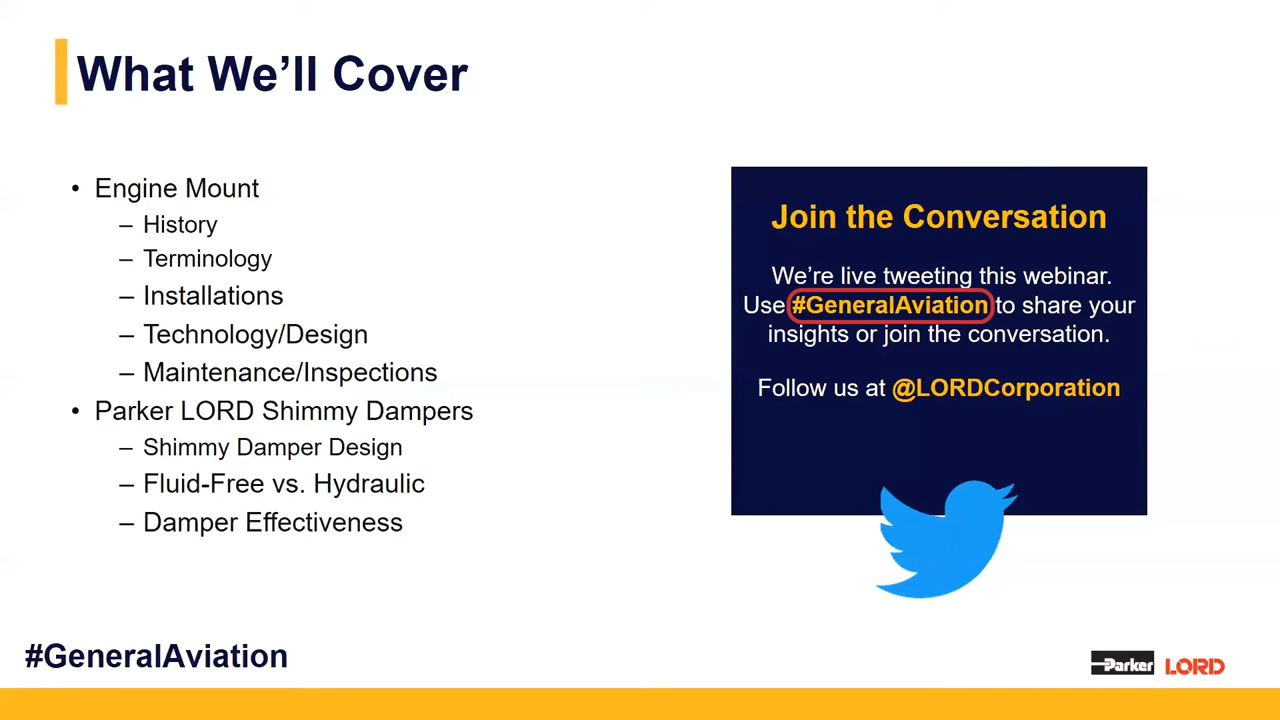 What We’ll Cover
• Engine Mount
– History
– Terminology
– Installations
– Technology/Design
– Maintenance/Inspections
• Parker LORD Shimmy Dampers
– Shimmy Damper Design
– Fluid-Free vs. Hydraulic
– Damper Effectiveness
Join the Conversation
We’re live tweeting this webinar.
Use #GeneralAviation to share your
insights or join the conversation.
Follow us at @LORDCorporation
#GeneralAviation
Parker LORD